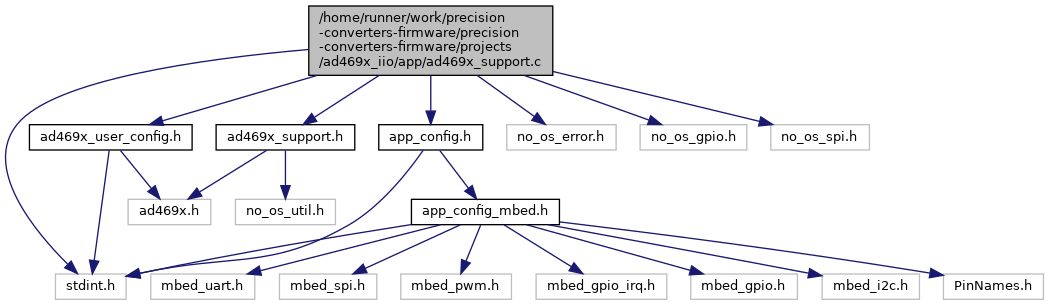 /home/runner/work/precision
-converters-firmware/precision
-converters-firmware/projects
/ad469x_iio/app/ad469x_support.c
ad469x_user_config.h
ad469x_support.h
app_config.h
no_os_error.h
no_os_gpio.h
no_os_spi.h
ad469x.h
no_os_util.h
app_config_mbed.h
stdint.h
mbed_uart.h
mbed_spi.h
mbed_pwm.h
mbed_gpio_irq.h
mbed_gpio.h
mbed_i2c.h
PinNames.h